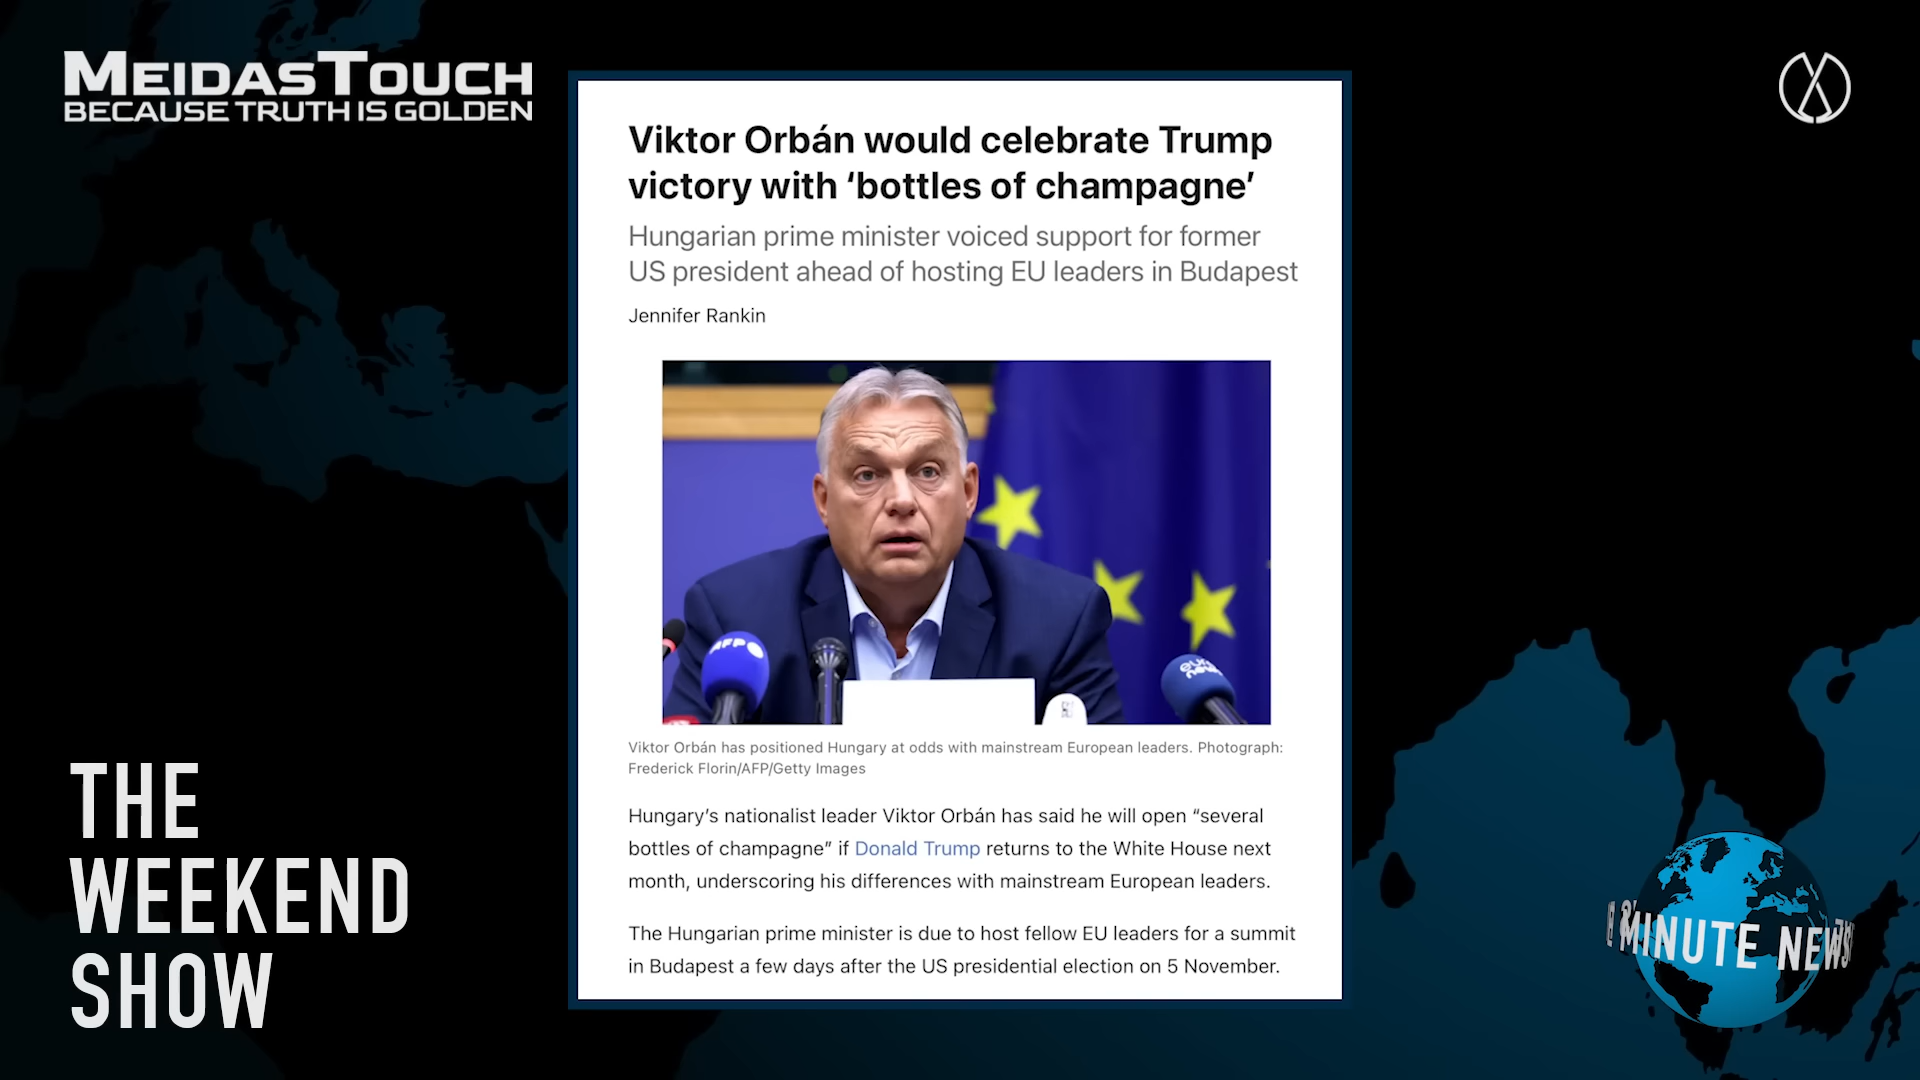 MEIDASTOUCH
BECAUSE TRUTH IS GOLDEN
Viktor Orbán would celebrate Trump
victory with ‘bottles of champagne’
Hungarian prime minister voiced support for former
US president ahead of hosting EU leaders in Budapest
Jennifer Rankin
AFP
euro
news
Viktor Orbán has positioned Hungary at odds with mainstream European leaders. Photograph:
Frederick Florin/AFP/Getty Images
Hungary’s nationalist leader Viktor Orbán has said he will open “several
bottles of champagne” if Donald Trump returns to the White House next
month, underscoring his differences with mainstream European leaders.
The Hungarian prime minister is due to host fellow EU leaders for a summit
in Budapest a few days after the US presidential election on 5 November.
THE
WEEKEND
SHOW
MINUTE NEWS